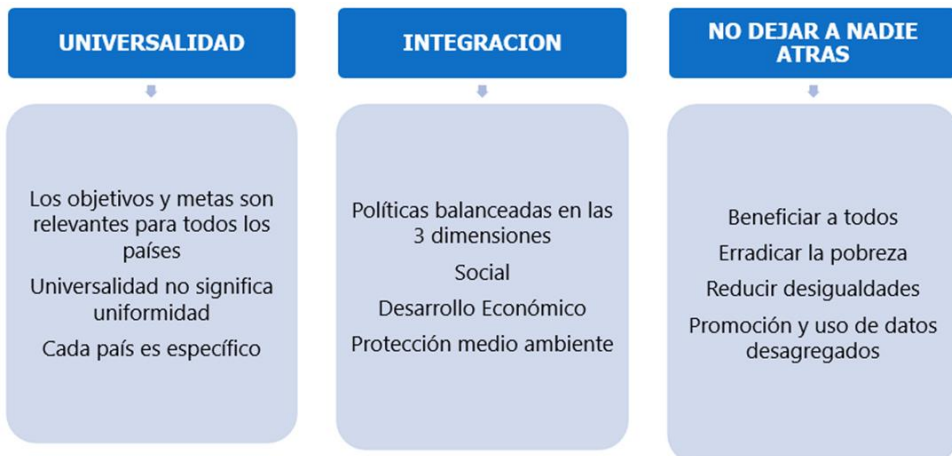 UNIVERSALIDAD
Los objetivos y metas son
relevantes para todos los
países
Universalidad no significa
uniformidad
Cada país es específico
INTEGRACION
Políticas balanceadas en las
3 dimensiones
Social
Desarrollo Económico
Protección medio ambiente
NO DEJAR A NADIE
ATRAS
Beneficiar a todos
Erradicar la pobreza
Reducir desigualdades
Promoción y uso de datos
desagregados